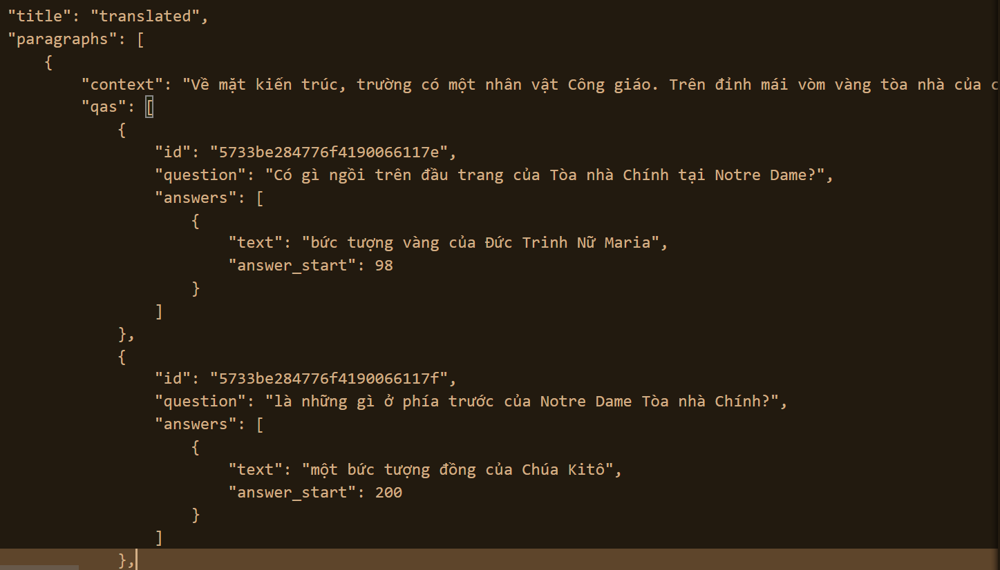 "title": "translated",
"paragraphs": [
{
"context": "Về mặt kiến trúc, trường có một nhân vật Công giáo. Trên đỉnh mái vòm vàng tòa nhà của c
"qas": [
{
"id": "5733be284776f4190066117e",
"question": "Có gì ngồi trên đầu trang của Tòa nhà Chính tại Notre Dame?",
"answers": [
{
"text": "bức tượng vàng của Đức Trinh Nữ Maria",
"answer_start": 98
}
]
},
{
"id": "5733be284776f4190066117f",
"question": "là những gì ở phía trước của Notre Dame Tòa nhà Chính?",
"answers": [
{
"text": "một bức tượng đồng của Chúa Kitô",
"answer_start": 200
}
]
},